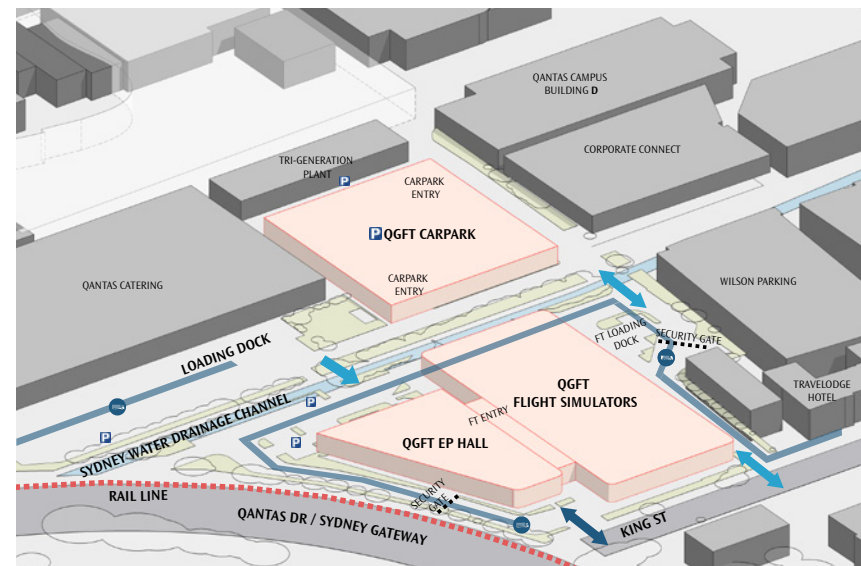 QANTAS CAMPUS
BUILDING D
CORPORATE CONNECT
TRI-GENERATION
PLANT
P
CARPARK
ENTRY
P QGFT CARPARK
CARPARK
ENTRY
QANTAS CATERING
WILSON PARKING
LOADING DOCK
FT LOADING
DOCK
SECURITY GATE
TRAVELODGE
HOTEL
QGFT
FLIGHT SIMULATORS
FT ENTRY
QGFT EP HALL
P
P
P
SYDNEY WATER DRAINAGE CHANNEL
RAIL LINE
SECURITY
GATE
QANTAS DR / SYDNEY GATEWAY
KING ST